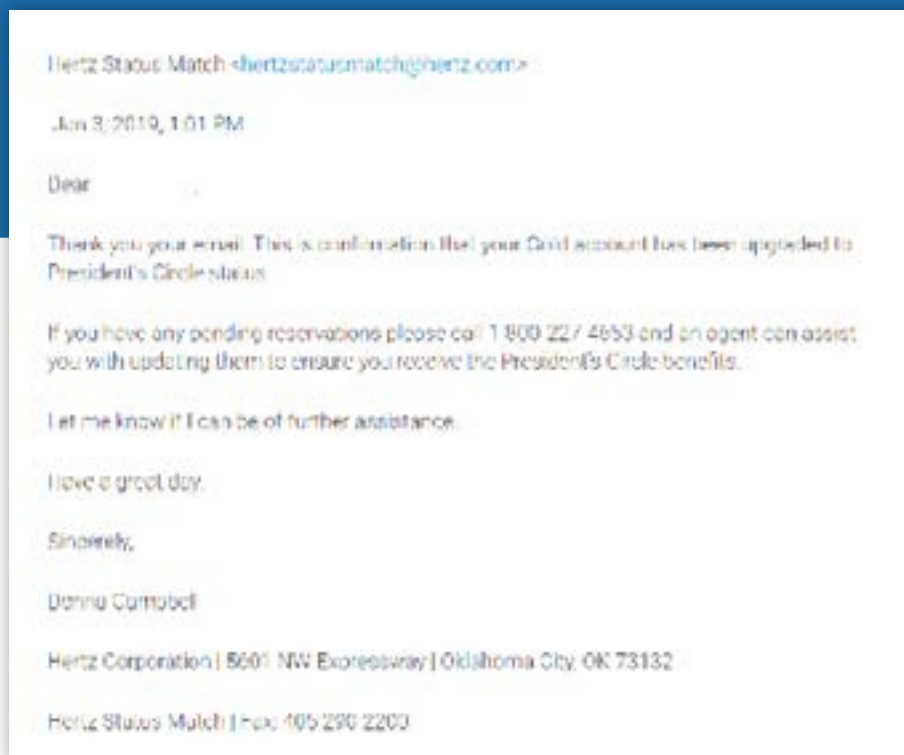 Hertz Status Match <hertzstatusmatch@hertz.com>
Jan 3, 2019, 1:01 PM
Dear ,
Thank you your email. This is confirmation that your Gold account has been upgraded to
President's Circle status.
If you have any pending reservations please call 1-800-227-4653 and an agent can assist
you with updating them to ensure you receive the President's Circle benefits.
Let me know if I can be of further assistance.
Have a great day.
Sincerely,
Donna Campbell
Hertz Corporation | 5601 NW Expressway | Oklahoma City, OK 73132
Hertz Status Match | Fax: 405 290 2200